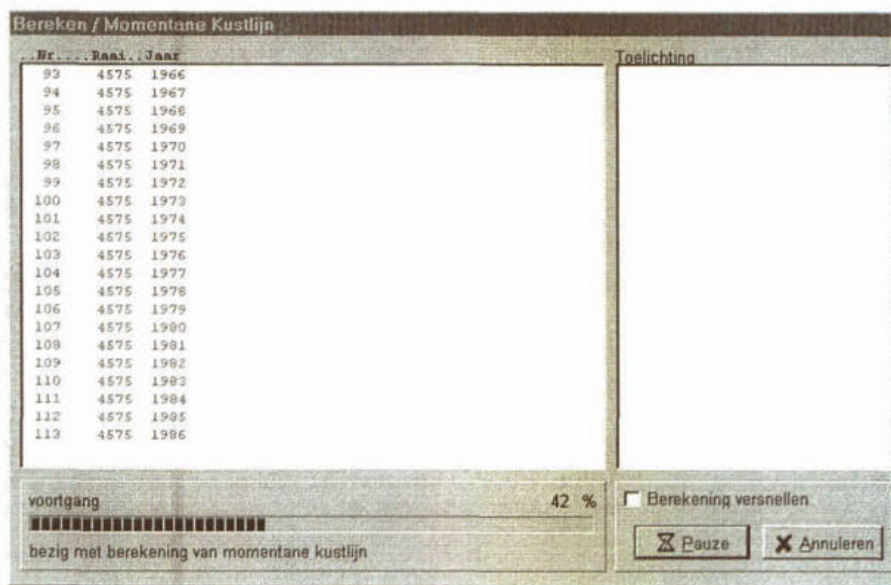 Bereken / Momentane Kustlijn
..Nr....Raai..Jaar
93 4575 1966
94 4575 1967
95 4575 1968
96 4575 1969
97 4575 1970
98 4575 1971
99 4575 1972
100 4575 1973
101 4575 1974
102 4575 1975
103 4575 1976
104 4575 1977
105 4575 1978
106 4575 1979
107 4575 1980
108 4575 1981
109 4575 1982
110 4575 1983
111 4575 1984
112 4575 1985
113 4575 1986
Toelichting
voortgang 42 %
bezig met berekening van momentane kustlijn
Berekening versnellen
Pauze Annuleren